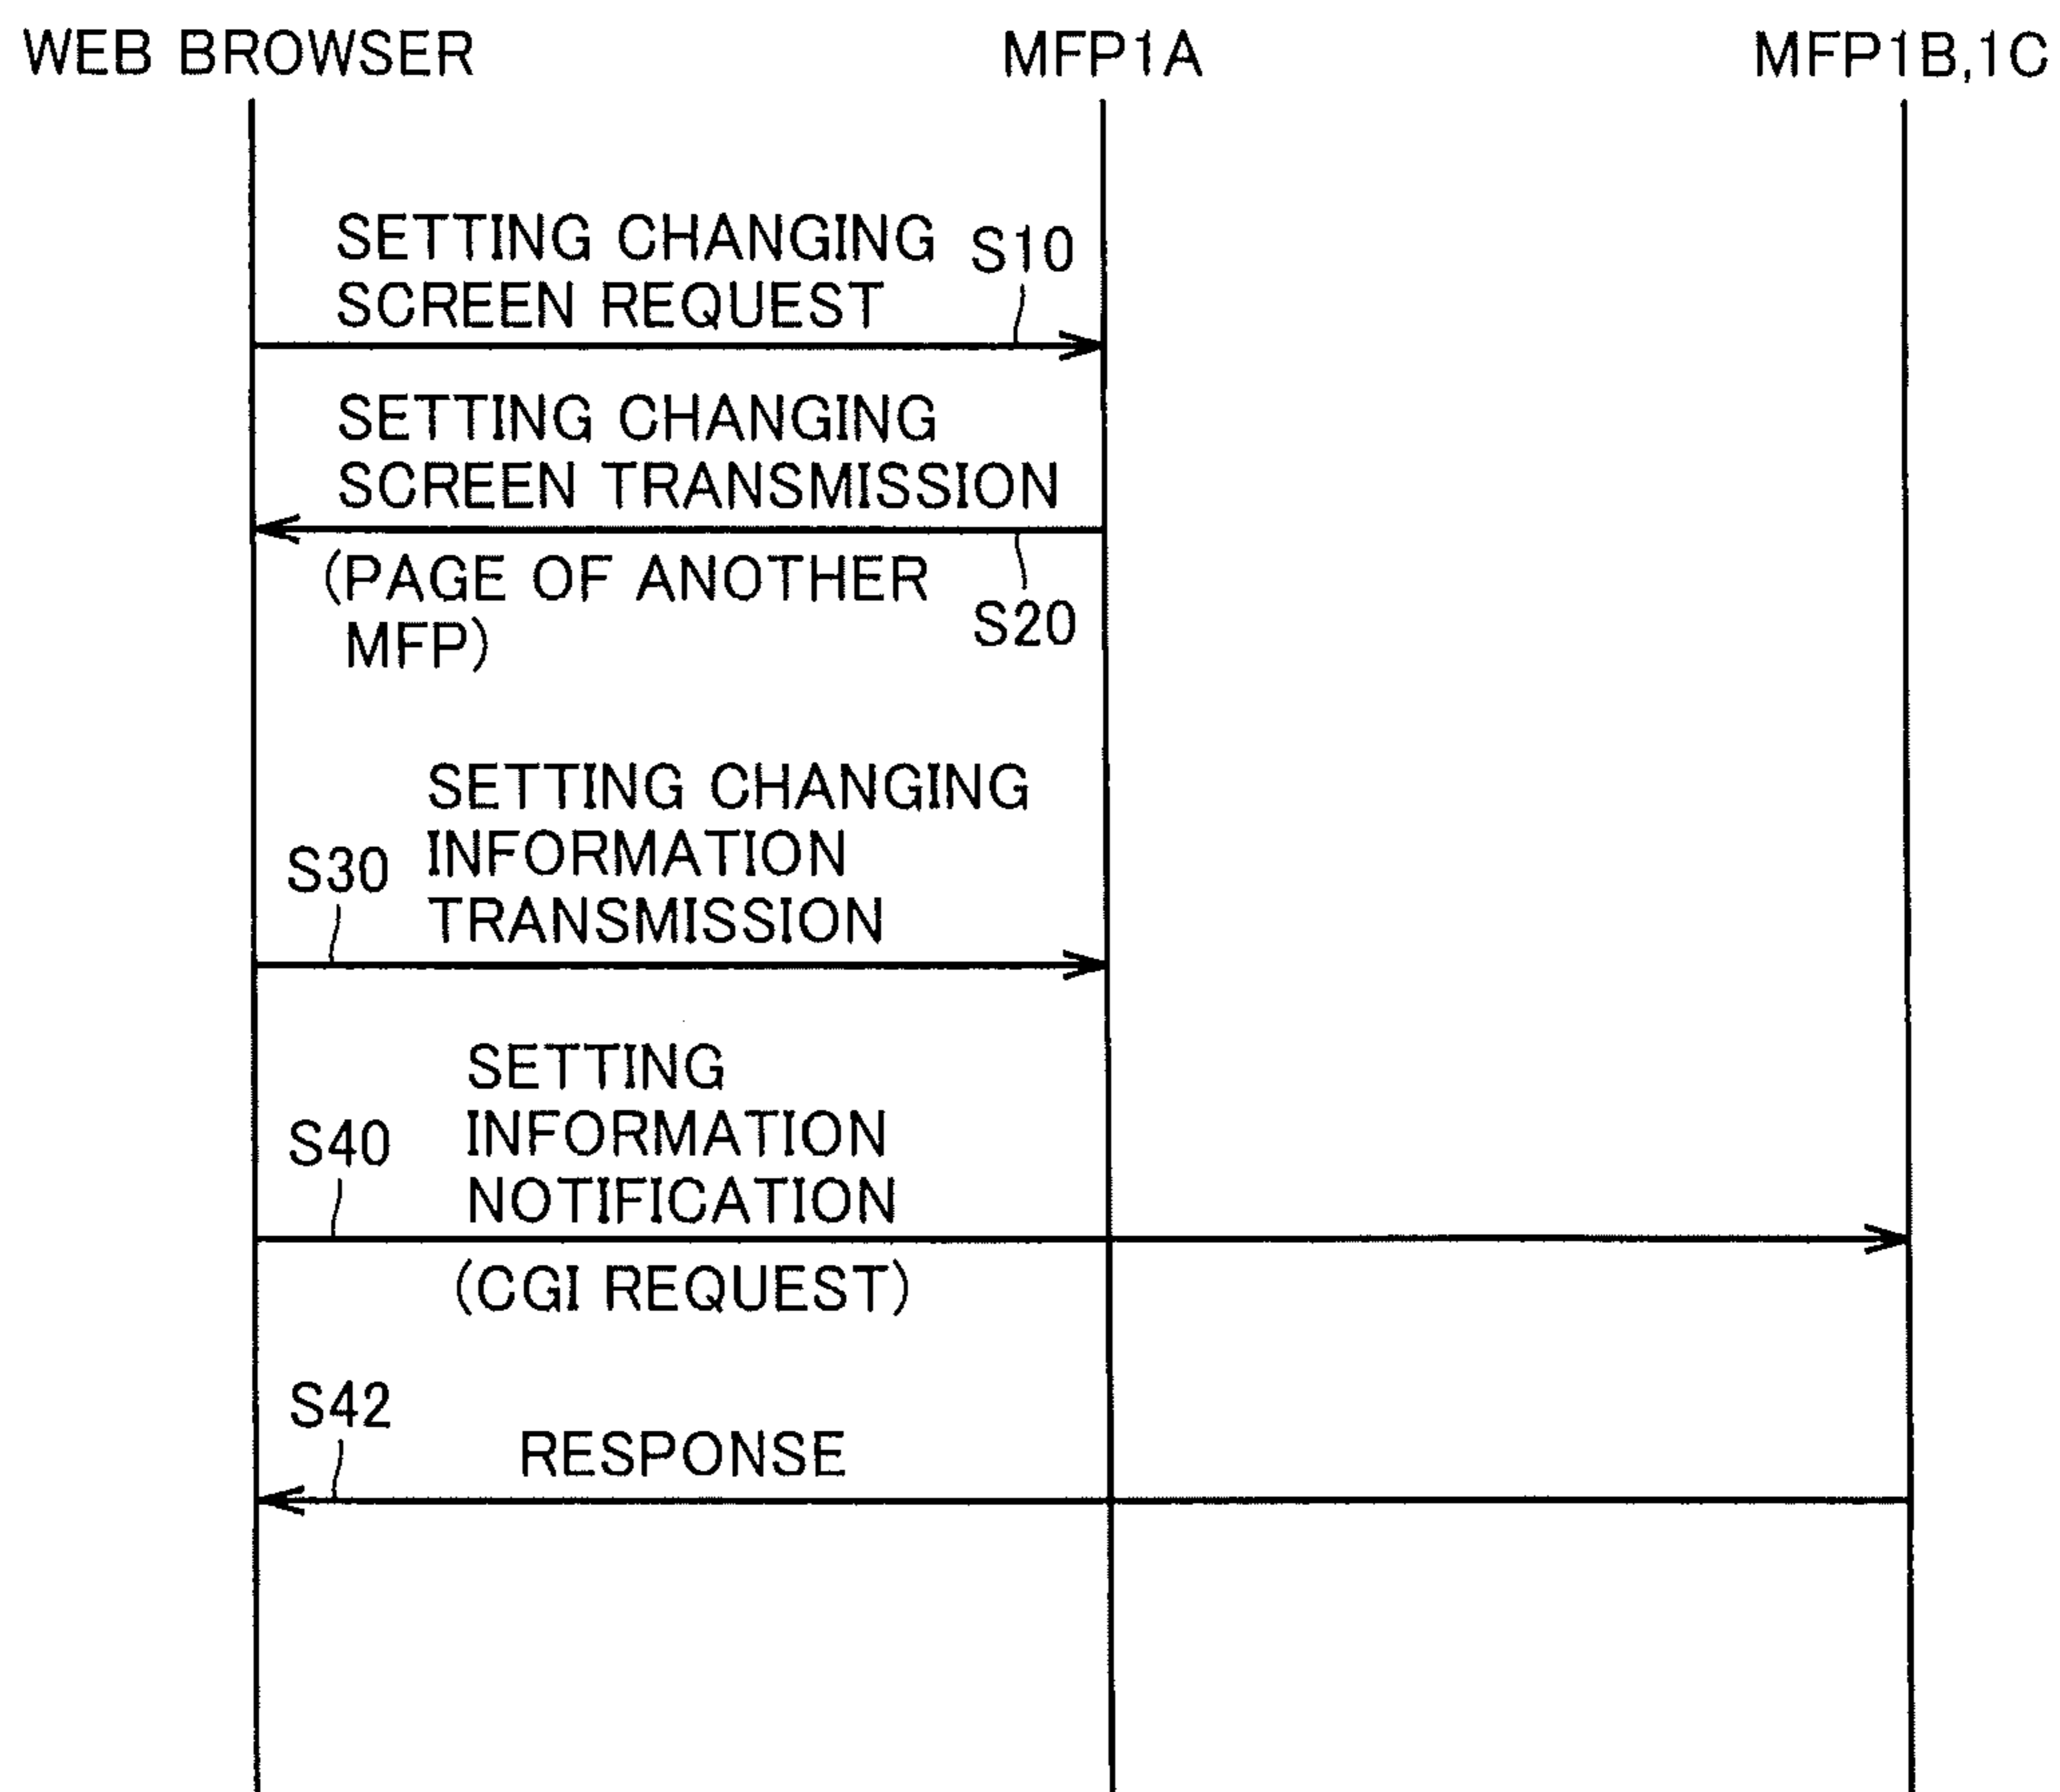 WEB BROWSER
MFP1A
MFP1B,1C
SETTING CHANGING
SCREEN REQUEST
S10
SETTING CHANGING
SCREEN TRANSMISSION
(PAGE OF ANOTHER
MFP)
S20
SETTING CHANGING
INFORMATION
TRANSMISSION
S30
SETTING
INFORMATION
NOTIFICATION
S40
(CGI REQUEST)
S42
RESPONSE